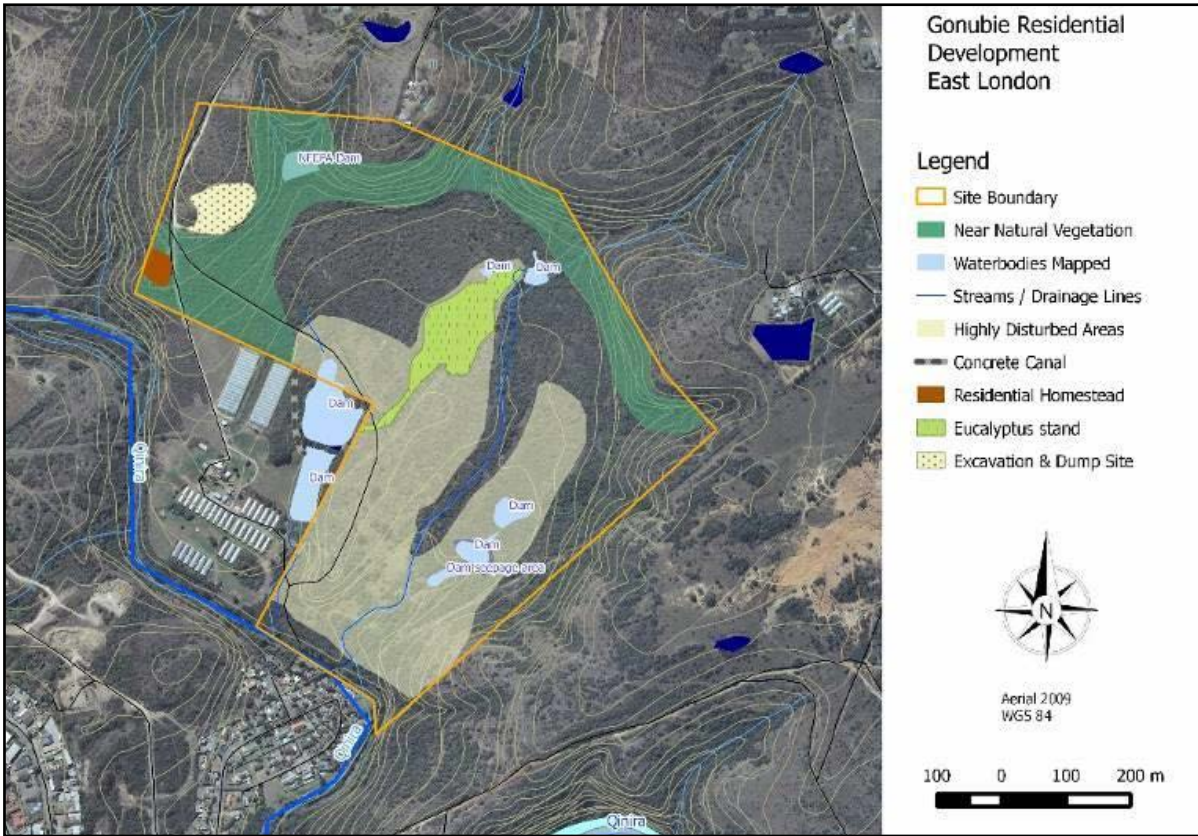 Gonubie Residential
Development
East London
Legend
Site Boundary
Near Natural Vegetation
Waterbodies Mapped
Streams / Drainage Lines
Highly Disturbed Areas
Concrete Canal
Residential Homestead
Eucalyptus stand
Excavation & Dump Site
N
Aerial 2009
WGS 84
100 0 100 200 m
NFEPA Dam
Dam
Dam
Dam
Dam
Dam
Dam
Dam seepage area
Qinira
Qinira
Qinira